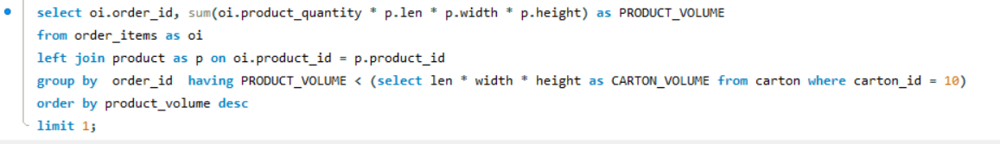 select oi.order_id, sum(oi.product_quantity * p.len * p.width * p.height) as PRODUCT_VOLUME
from order_items as oi
left join product as p on oi.product_id = p.product_id
group by  order_id  having PRODUCT_VOLUME < (select len * width * height as CARTON_VOLUME from carton where carton_id = 10)
order by product_volume desc
limit 1;